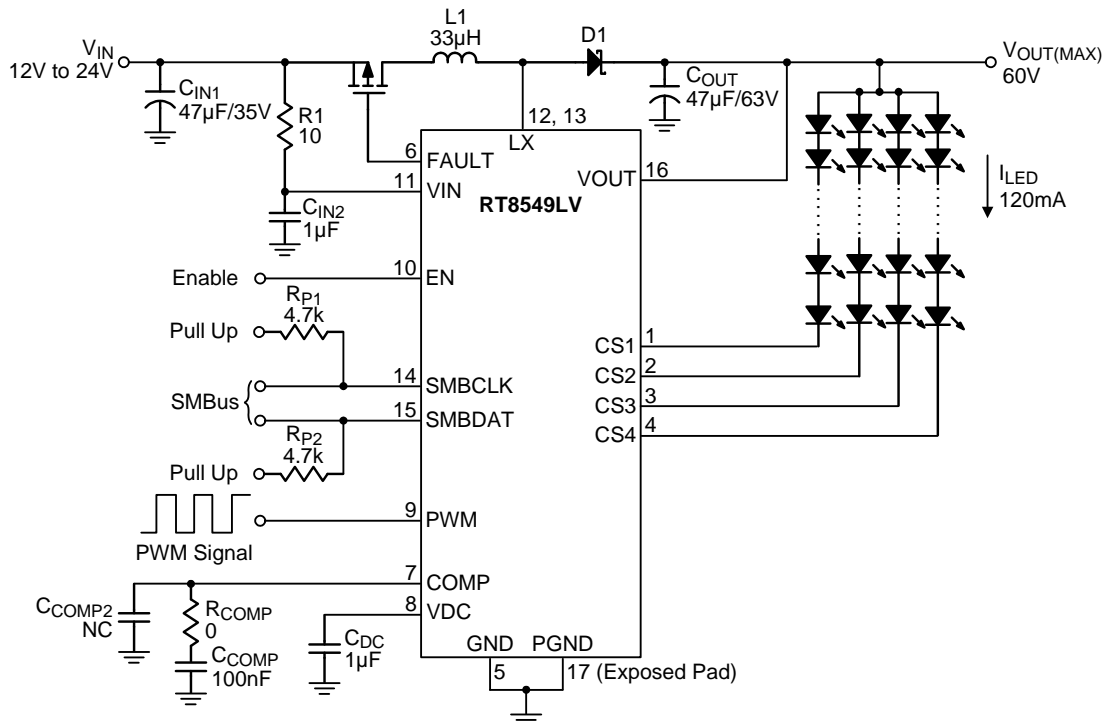 L1
33µH
D1
VIN
12V to 24V
VOUT(MAX)
60V
CIN1
47µF/35V
COUT
47µF/63V
R1
10
12, 13
LX
6
FAULT
11
VIN
VOUT
16
RT8549LV
ILED
120mA
CIN2
1µF
Enable
10
EN
RP1
4.7k
Pull Up
CS1
1
CS2
2
CS3
3
CS4
4
14
SMBCLK
SMBus
15
SMBDAT
RP2
4.7k
Pull Up
9
PWM
PWM Signal
7
COMP
8
VDC
CCOMP2
NC
RCOMP
0
CCOMP
100nF
CDC
1µF
GND
PGND
5
17 (Exposed Pad)